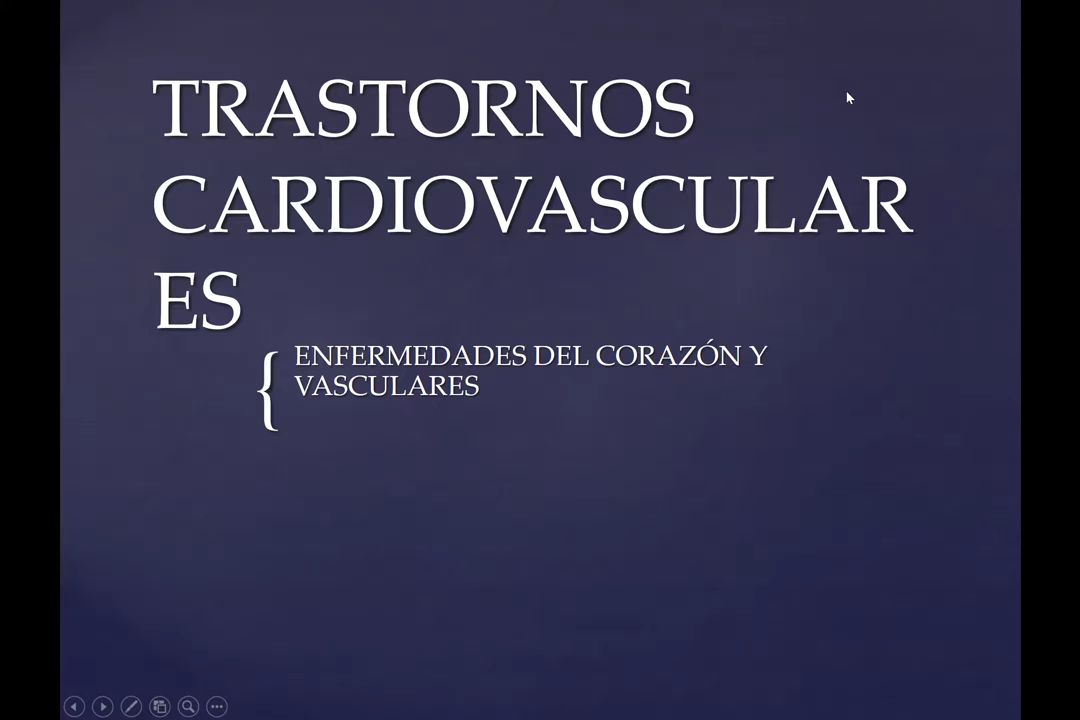 TRASTORNOS
CARDIOVASCULAR
ES
ENFERMEDADES DEL CORAZÓN Y
VASCULARES